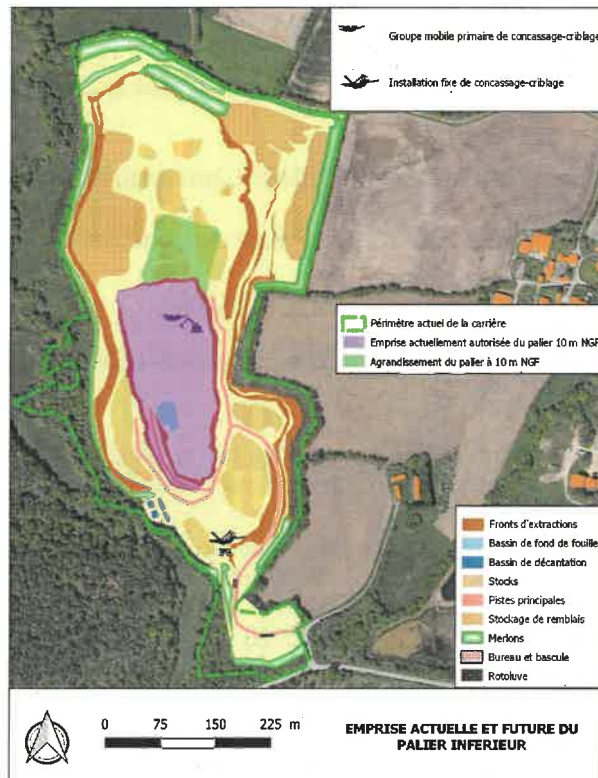 Groupe mobile primaire de concassage-criblage
Installation fixe de concassage-criblage
Périmètre actuel de la carrière
Emprise actuellement autorisée du palier 10 m NGF
Agrandissement du palier à 10 m NGF
Fronts d'extractions
Bassin de fond de fouille
Bassin de décantation
Stocks
Pistes principales
Stockage de remblais
Merlons
Bureau et bascule
Rotoluve
0 75 150 225 m
EMPRISE ACTUELLE ET FUTURE DU
PALIER INFERIEUR